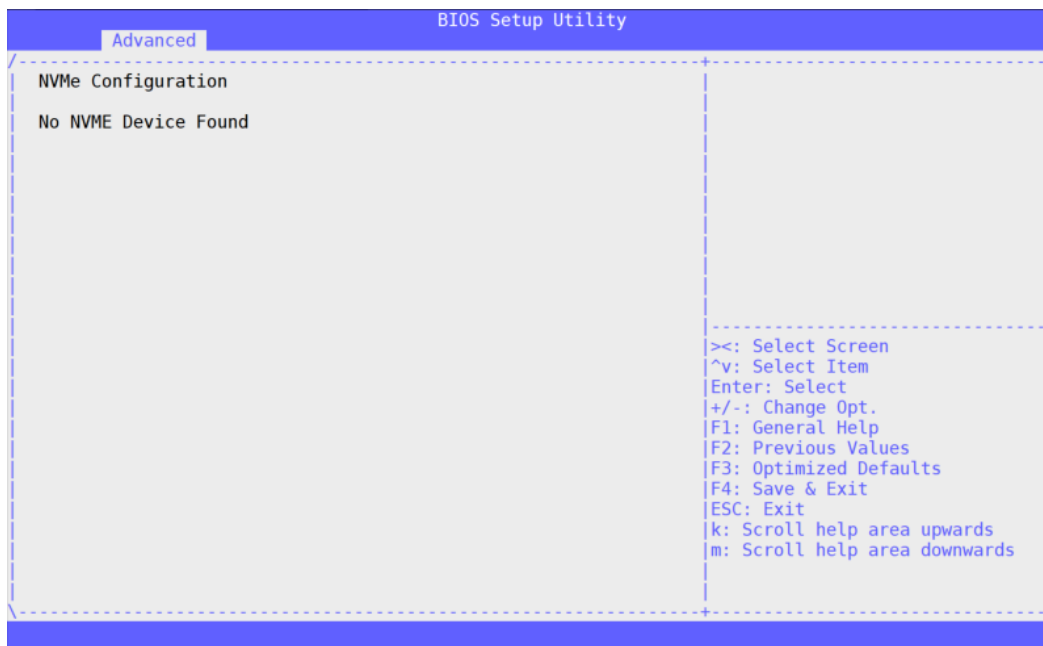 BIOS Setup Utility
Advanced
NVMe Configuration
No NVME Device Found
><: Select Screen
^v: Select Item
Enter: Select
+/-: Change Opt.
F1: General Help
F2: Previous Values
F3: Optimized Defaults
F4: Save & Exit
ESC: Exit
k: Scroll help area upwards
m: Scroll help area downwards